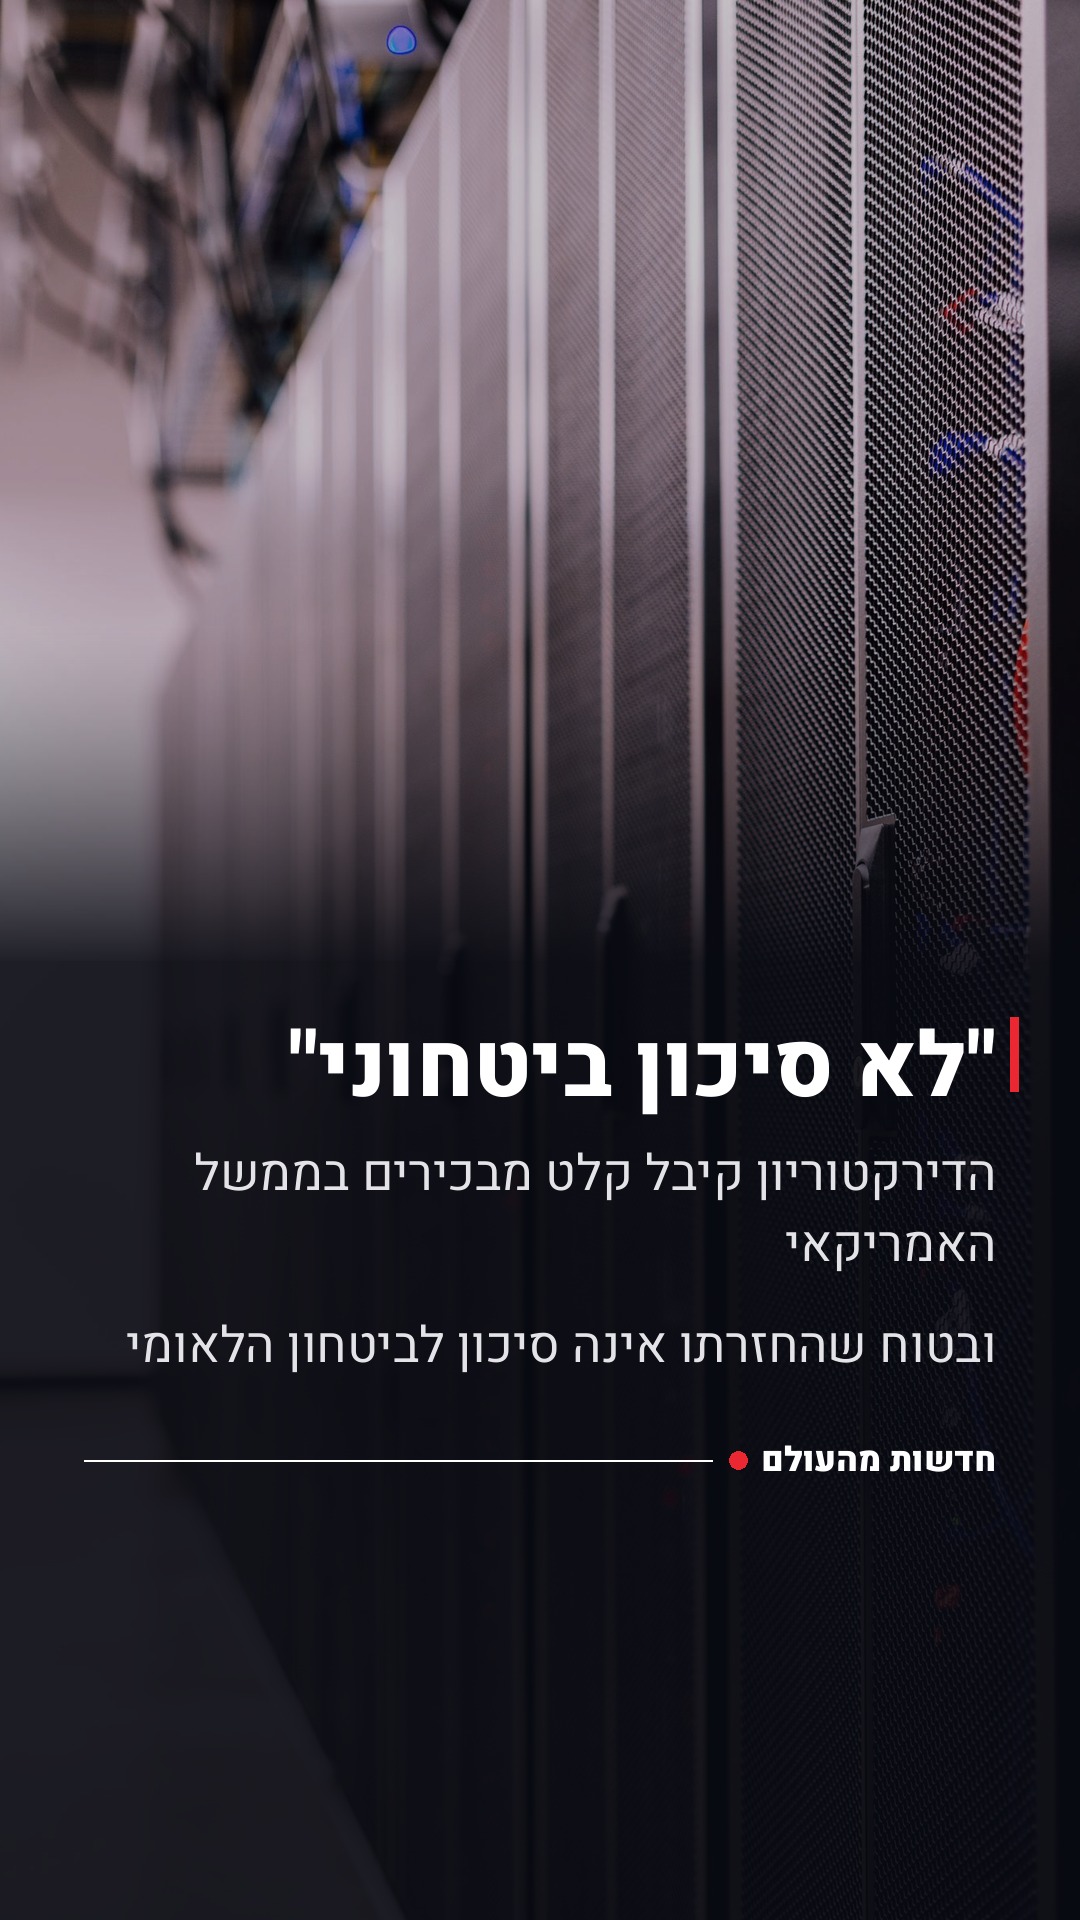 "לא סיכון ביטחוני"
הדירקטוריון קיבל קלט מבכירים בממשל
האמריקאי
ובטוח שהחזרתו אינה סיכון לביטחון הלאומי
חדשות מהעולם